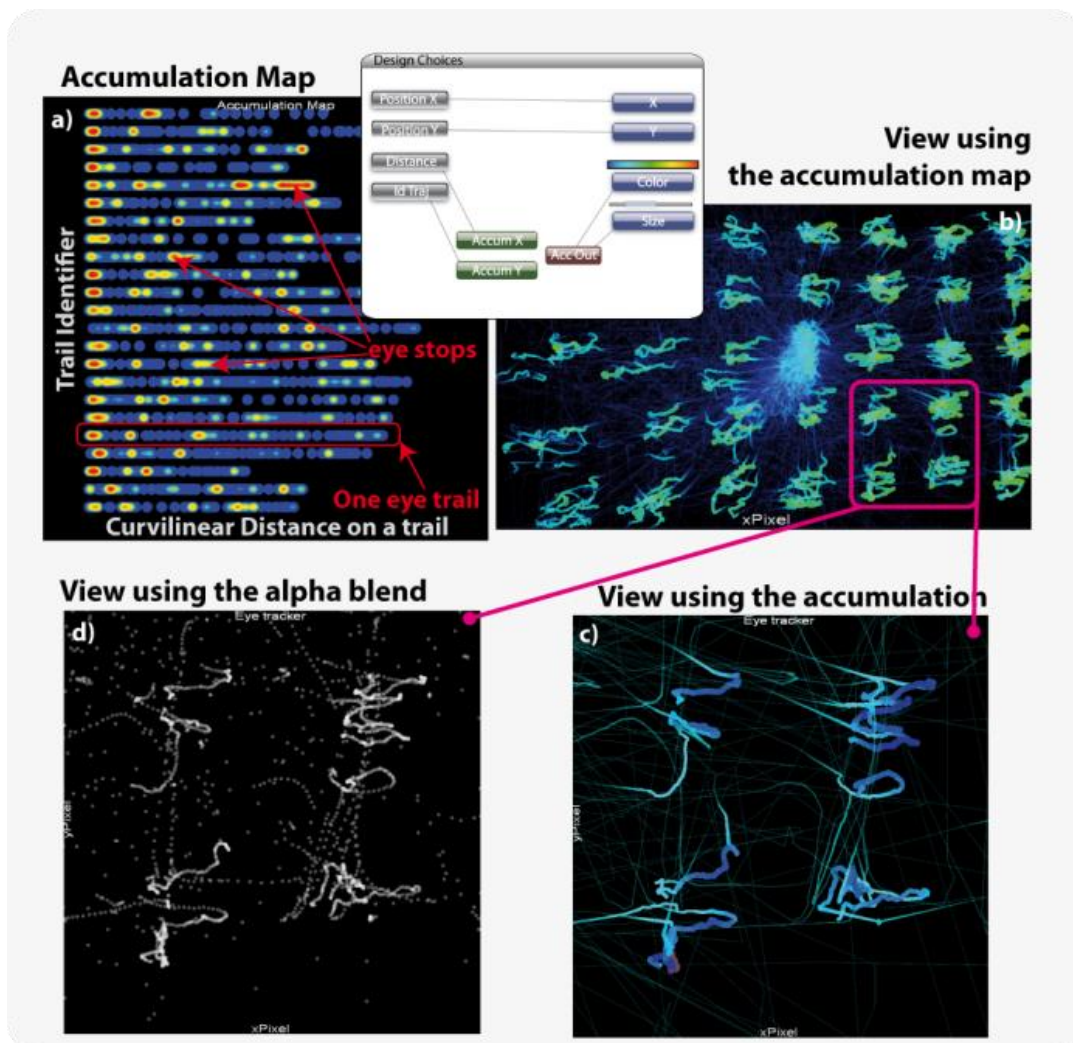 Accumulation Map
Design Choices
Position X
Position Y
Distance
Id Traj
Accum X
Accum Y
Acc Out
X
Y
Color
Size
a)
Accumulation Map
Trail Identifier
eye stops
One eye trail
Curvilinear Distance on a trail
View using
the accumulation map
b)
xPixel
View using the alpha blend
d)
Eye tracker
yPixel
xPixel
View using the accumulation
c)
Eye tracker
yPixel
xPixel